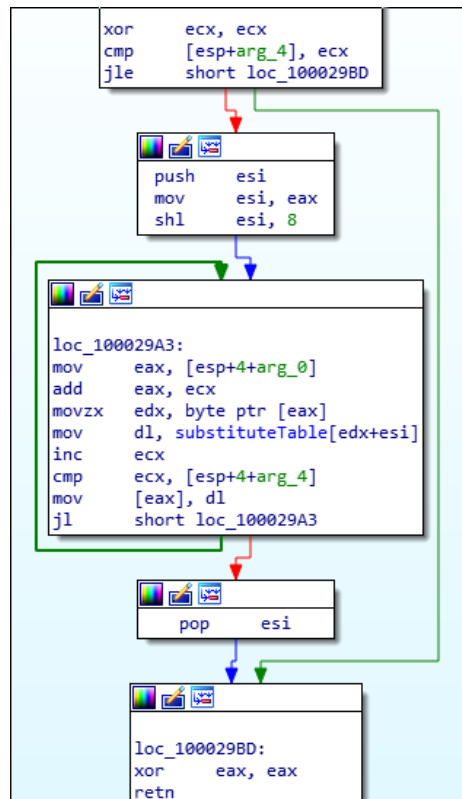 xor ecx, ecx
cmp [esp+arg_4], ecx
jle short loc_100029BD
push esi
mov esi, eax
shl esi, 8
loc_100029A3:
mov eax, [esp+4+arg_0]
add eax, ecx
movzx edx, byte ptr [eax]
mov dl, substituteTable[edx+esi]
inc ecx
cmp ecx, [esp+4+arg_4]
mov [eax], dl
jl short loc_100029A3
pop esi
loc_100029BD:
xor eax, eax
retn